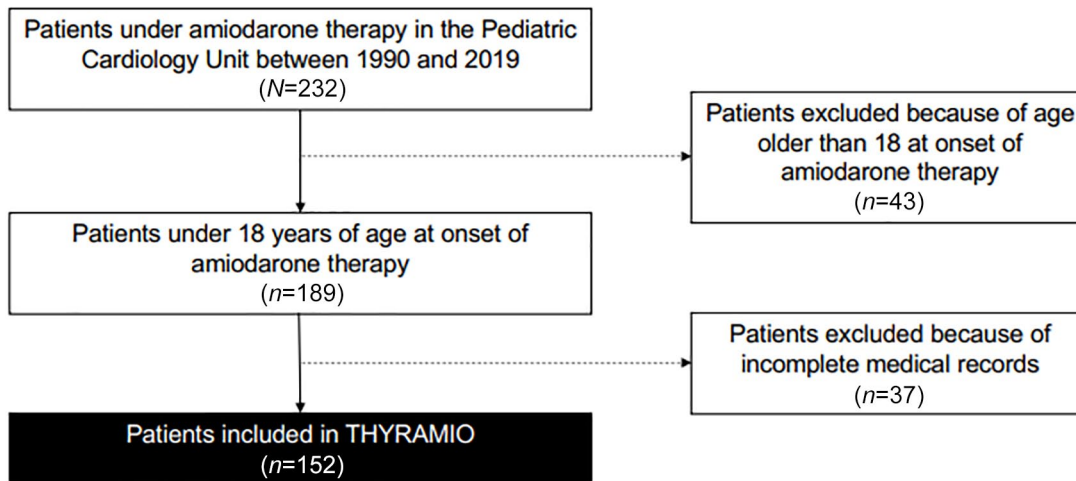 Patients under amiodarone therapy in the Pediatric
Cardiology Unit between 1990 and 2019
(N=232)
Patients excluded because of age
older than 18 at onset of
amiodarone therapy
(n=43)
Patients under 18 years of age at onset of
amiodarone therapy
(n=189)
Patients excluded because of
incomplete medical records
(n=37)
Patients included in THYRAMIO
(n=152)